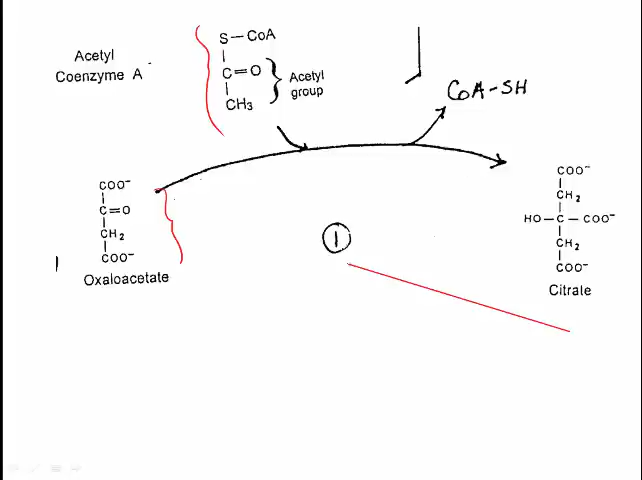 Acetyl
Coenzyme A
S—CoA
C=O
CH₃
Acetyl
group
CoA-SH
COO⁻
C=O
CH₂
COO⁻
Oxaloacetate
1
COO⁻
CH₂
HO—C—COO⁻
CH₂
COO⁻
Citrate